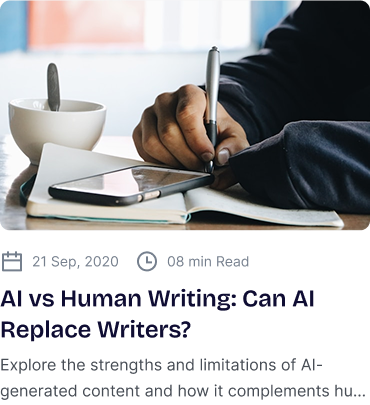 21 Sep, 2020 08 min Read
AI vs Human Writing: Can AI
Replace Writers?
Explore the strengths and limitations of AI-
generated content and how it complements hu...